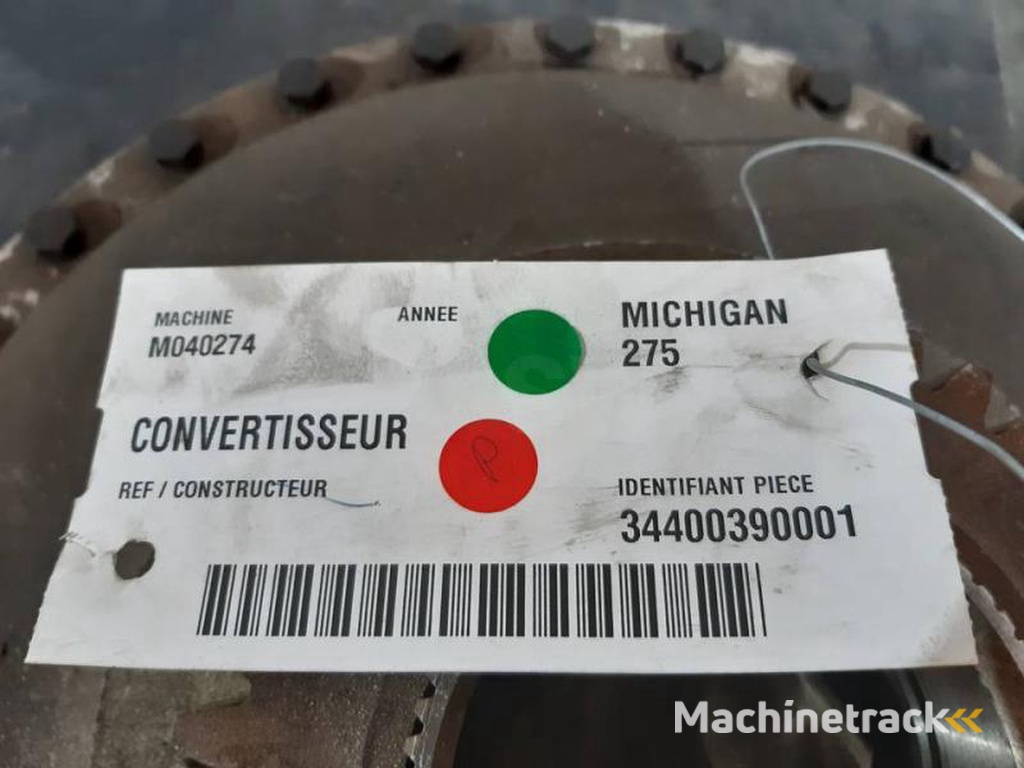 MACHINE
M040274
ANNEE
MICHIGAN
275
CONVERTISSEUR
REF / CONSTRUCTEUR
IDENTIFIANT PIECE
34400390001
Machinetrack